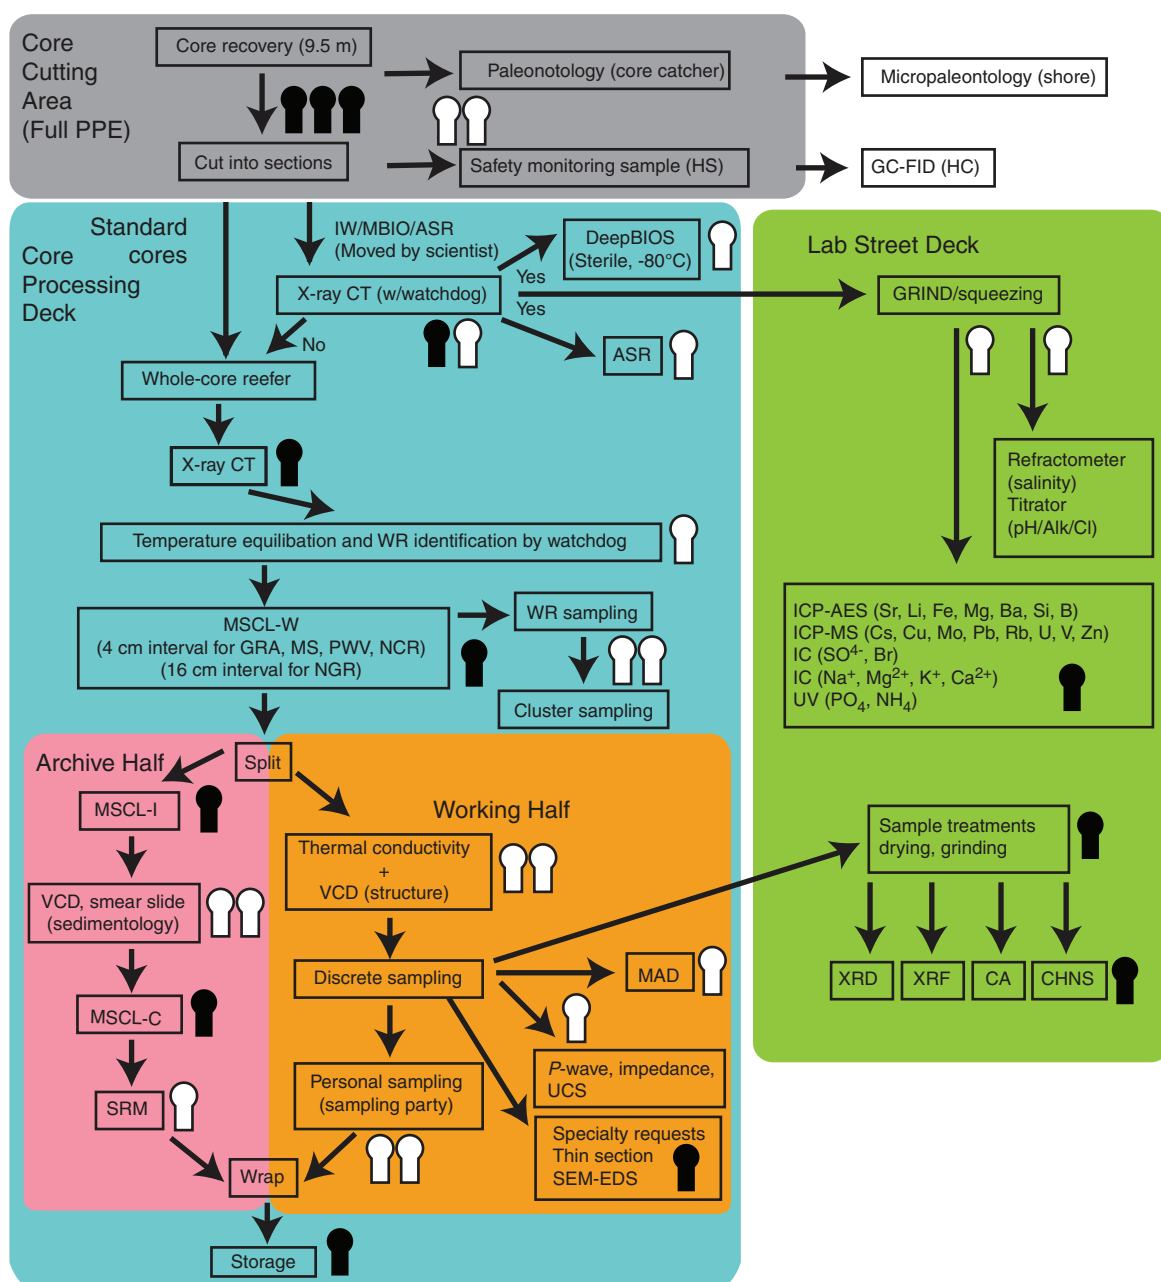 Core
Cutting
Area
(Full PPE)
Core recovery (9.5 m)
Paleonotology (core catcher)
Micropaleontology (shore)
Cut into sections
Safety monitoring sample (HS)
GC-FID (HC)
Standard
cores
Core
Processing
Deck
IW/MBIO/ASR
(Moved by scientist)
DeepBIOS
(Sterile, -80°C)
X-ray CT (w/watchdog)
Yes
Yes
No
ASR
Whole-core reefer
X-ray CT
Temperature equilibation and WR identification by watchdog
MSCL-W
(4 cm interval for GRA, MS, PWV, NCR)
(16 cm interval for NGR)
WR sampling
Cluster sampling
Lab Street Deck
GRIND/squeezing
Refractometer
(salinity)
Titrator
(pH/Alk/Cl)
ICP-AES (Sr, Li, Fe, Mg, Ba, Si, B)
ICP-MS (Cs, Cu, Mo, Pb, Rb, U, V, Zn)
IC (SO⁴⁻, Br)
IC (Na⁺, Mg²⁺, K⁺, Ca²⁺)
UV (PO₄, NH₄)
Sample treatments
drying, grinding
XRD
XRF
CA
CHNS
Archive Half
Split
Working Half
MSCL-I
VCD, smear slide
(sedimentology)
MSCL-C
SRM
Thermal conductivity
+
VCD (structure)
Discrete sampling
MAD
P-wave, impedance,
UCS
Personal sampling
(sampling party)
Specialty requests
Thin section
SEM-EDS
Wrap
Storage